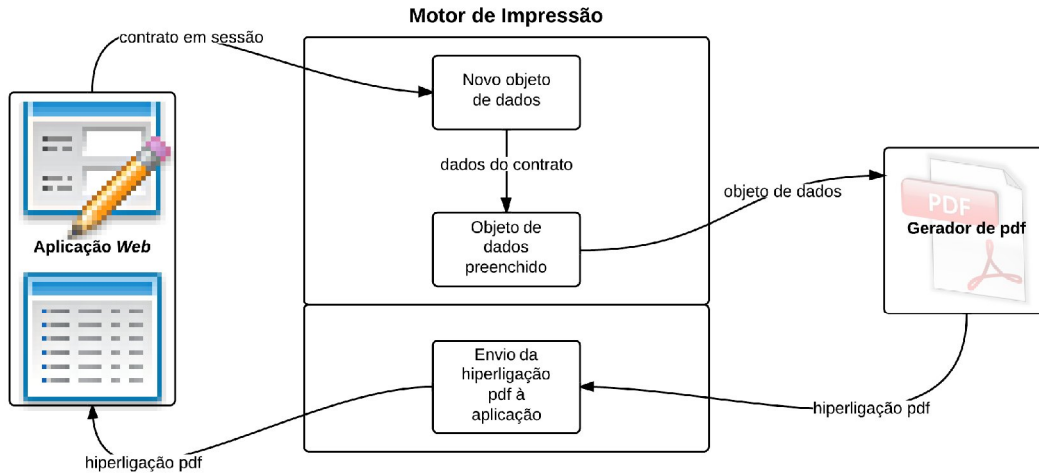 Motor de Impressão
contrato em sessão
Novo objeto
de dados
dados do contrato
Objeto de
dados
preenchido
objeto de dados
PDF
Gerador de pdf
Aplicação Web
Envio da
hiperligação
pdf à
aplicação
hiperligação pdf
hiperligação pdf